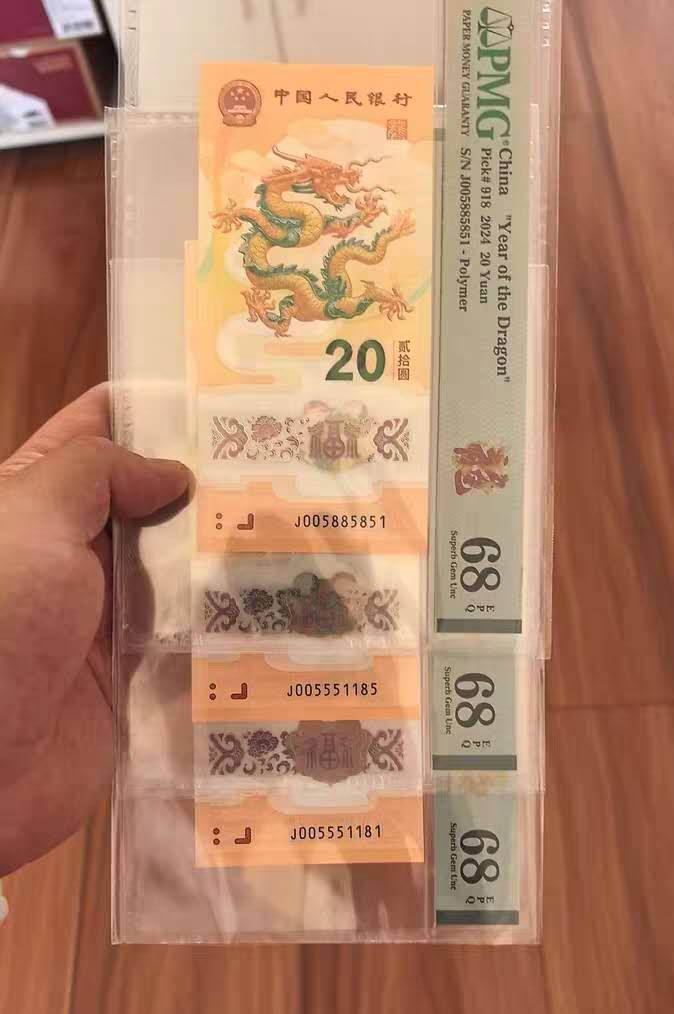 中国人民银行
20
贰拾圆
J005885851
J005551185
J005551181
PMG®
PAPER MONEY GUARANTY
China "Year of the Dragon"
Pick# 918 2024 20 Yuan
S/N J005885851 - Polymer
68 EPQ
Superb Gem Unc
68 EPQ
Superb Gem Unc
68 EPQ
Superb Gem Unc
福
福